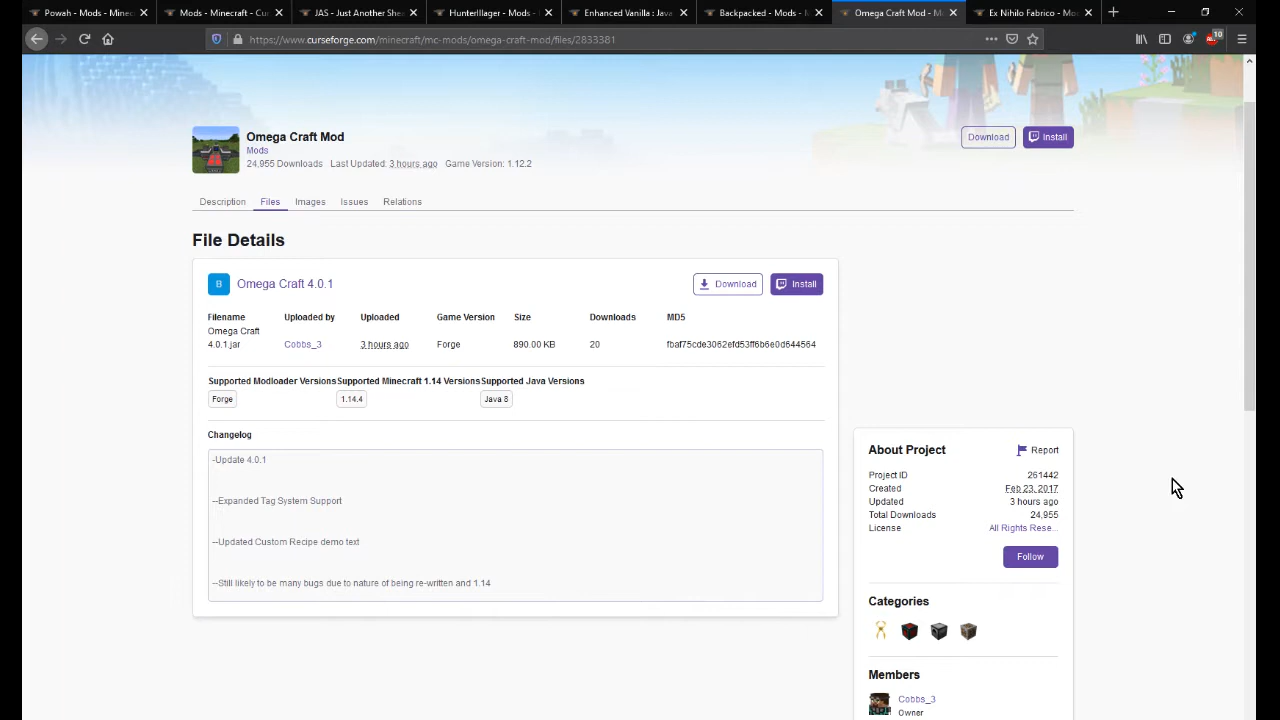 Powah - Mods - Minec
Mods - Minecraft - Cur
JAS - Just Another She
HunterIllager - Mods -
Enhanced Vanilla : Java
Backpacked - Mods -
Omega Craft Mod - M
Ex Nihilo Fabrico - Mod
https://www.curseforge.com/minecraft/mc-mods/omega-craft-mod/files/2833381
10
Omega Craft Mod
Mods
24,955 Downloads Last Updated: 3 hours ago Game Version: 1.12.2
Download
Install
Description Files Images Issues Relations
File Details
B Omega Craft 4.0.1
Download Install
Filename Uploaded by Uploaded Game Version Size Downloads MD5
Omega Craft
4.0.1.jar Cobbs_3 3 hours ago Forge 890.00 KB 20 fbaf75cde3062efd53ff6b6e0d644564
Supported Modloader Versions Supported Minecraft 1.14 Versions Supported Java Versions
Forge 1.14.4 Java 8
Changelog
-Update 4.0.1
--Expanded Tag System Support
--Updated Custom Recipe demo text
--Still likely to be many bugs due to nature of being re-written and 1.14
About Project Report
Project ID 261442
Created Feb 23, 2017
Updated 3 hours ago
Total Downloads 24,955
License All Rights Rese...
Follow
Categories
Members
Cobbs_3
Owner